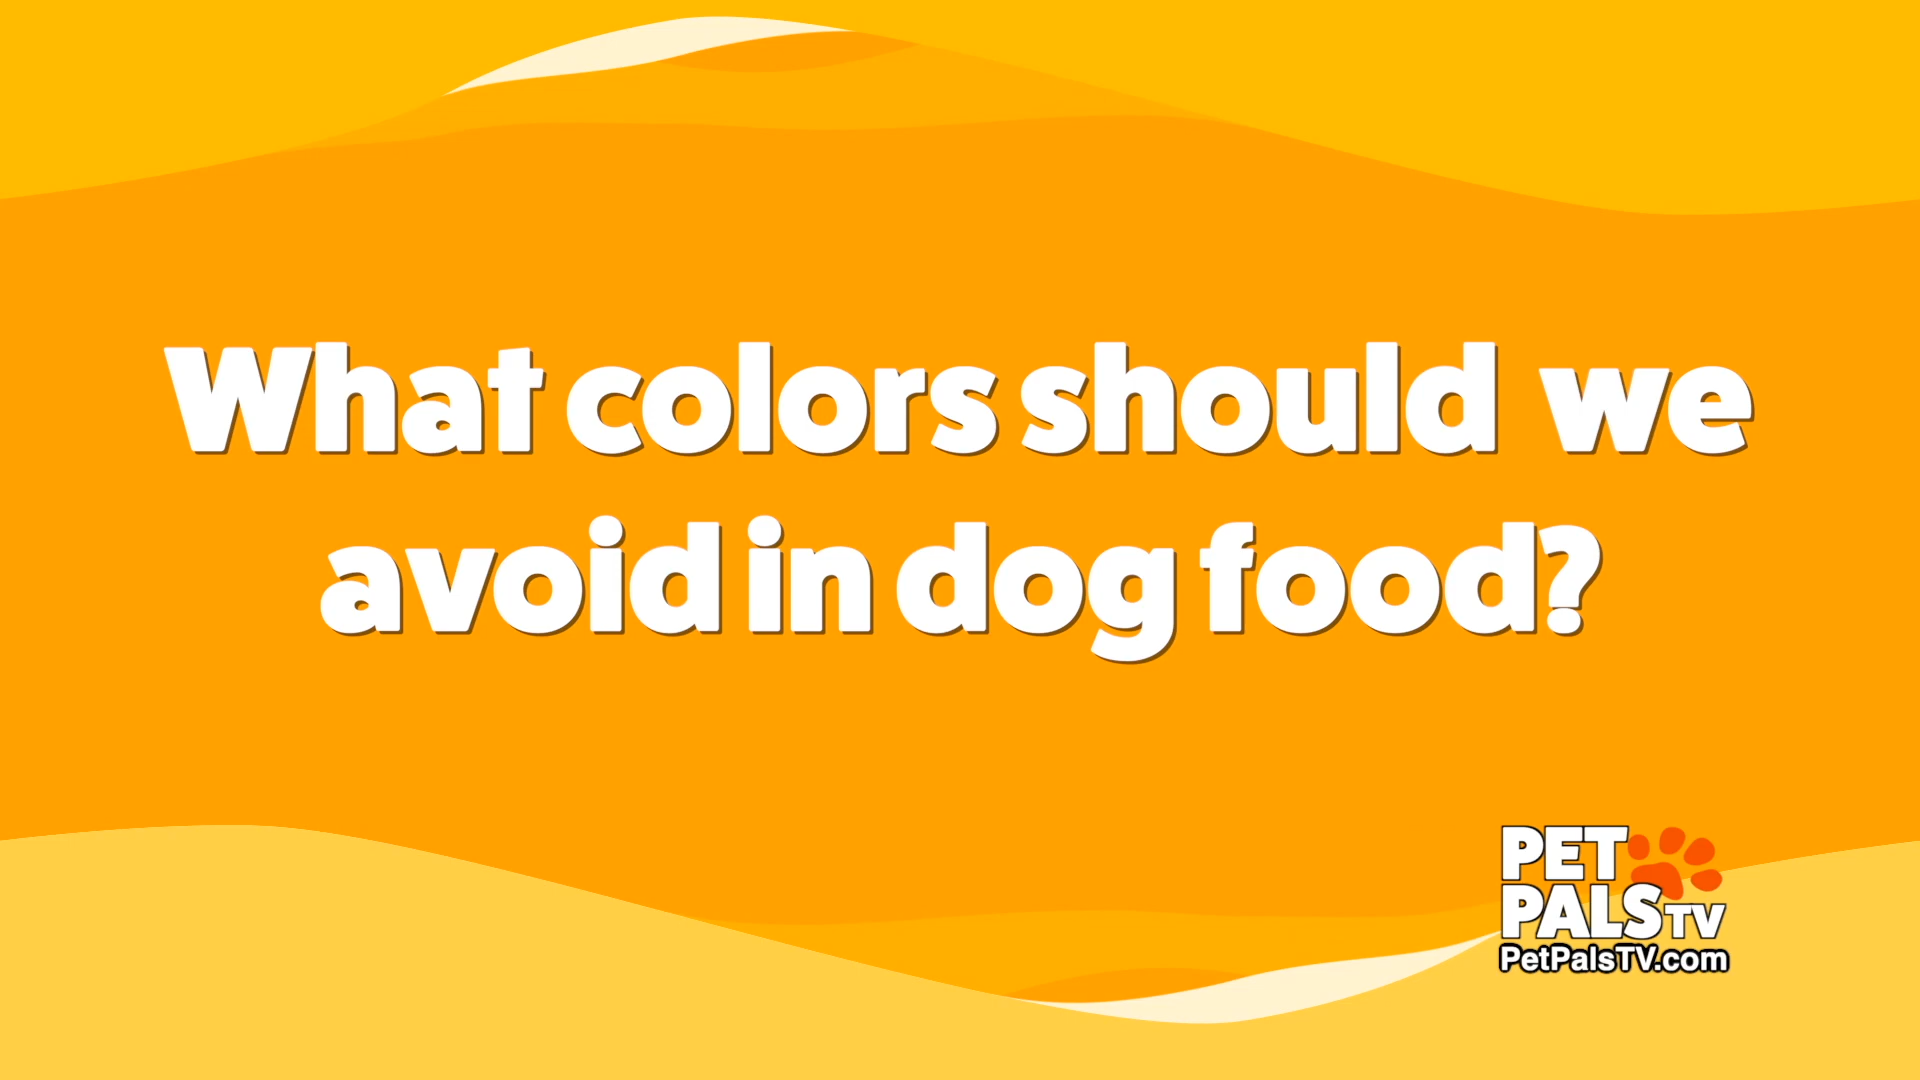 What colors should we
avoid in dog food?
PET
PALS TV
PetPalsTV.com